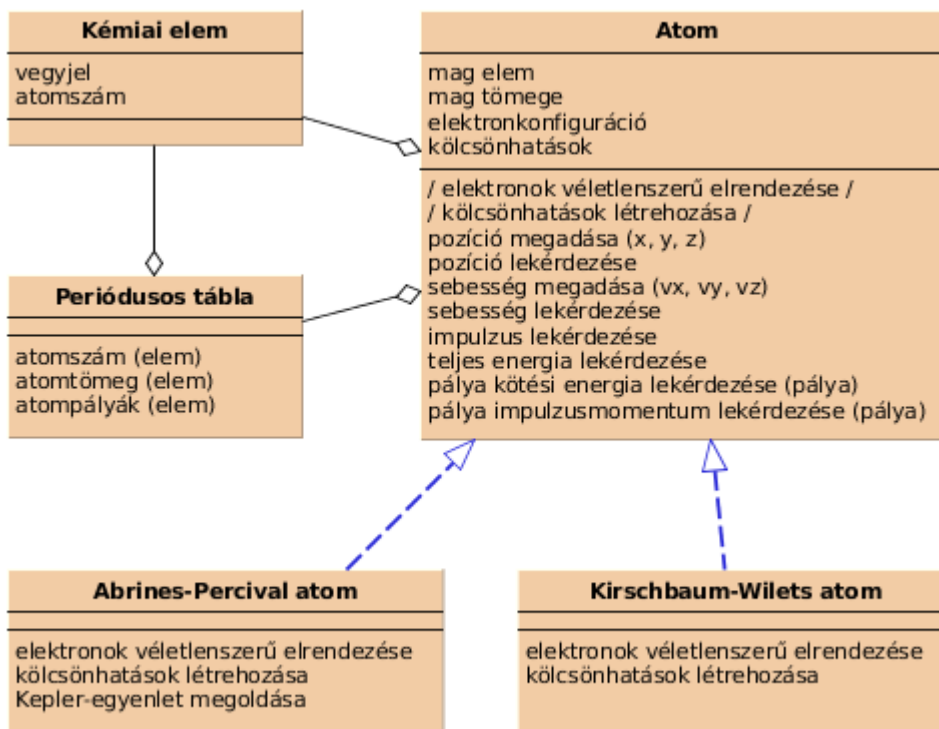 Kémiai elem
vegyjel
atomszám
Atom
mag elem
mag tömege
elektronkonfiguráció
kölcsönhatások
/ elektronok véletlenszerű elrendezése /
/ kölcsönhatások létrehozása /
pozíció megadása (x, y, z)
pozíció lekérdezése
sebesség megadása (vx, vy, vz)
sebesség lekérdezése
impulzus lekérdezése
teljes energia lekérdezése
pálya kötési energia lekérdezése (pálya)
pálya impulzusmomentum lekérdezése (pálya)
Periódusos tábla
atomszám (elem)
atomtömeg (elem)
atompályák (elem)
Abrines-Percival atom
elektronok véletlenszerű elrendezése
kölcsönhatások létrehozása
Kepler-egyenlet megoldása
Kirschbaum-Wilets atom
elektronok véletlenszerű elrendezése
kölcsönhatások létrehozása